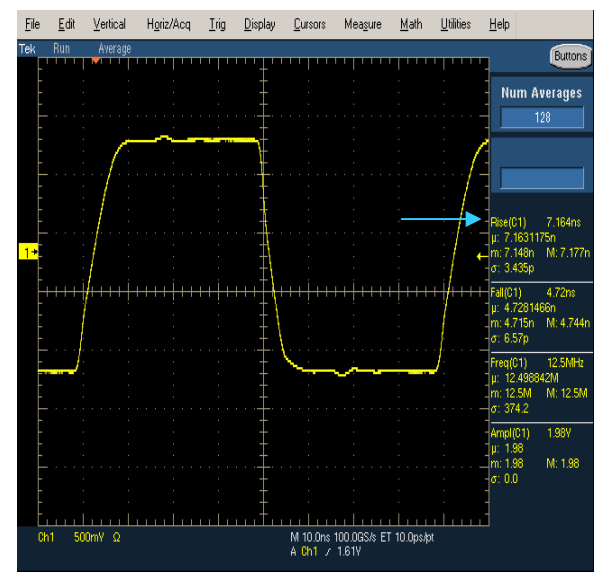 File Edit Vertical Horiz/Acq Trig Display Cursors Measure Math Utilities Help
Tek Run Average
Buttons
Num Averages
128
1
Rise(C1) 7.164ns
µ: 7.1631175n
m: 7.148n M: 7.177n
σ: 3.435p
Fall(C1) 4.72ns
µ: 4.7281466n
m: 4.715n M: 4.744n
σ: 6.57p
Freq(C1) 12.5MHz
µ: 12.498842M
m: 12.5M M: 12.5M
σ: 374.2
Ampl(C1) 1.98V
µ: 1.98
m: 1.98 M: 1.98
σ: 0.0
Ch1 500mV Ω M 10.0ns 100.0GS/s ET 10.0ps/pt
A Ch1 ∕ 1.61V